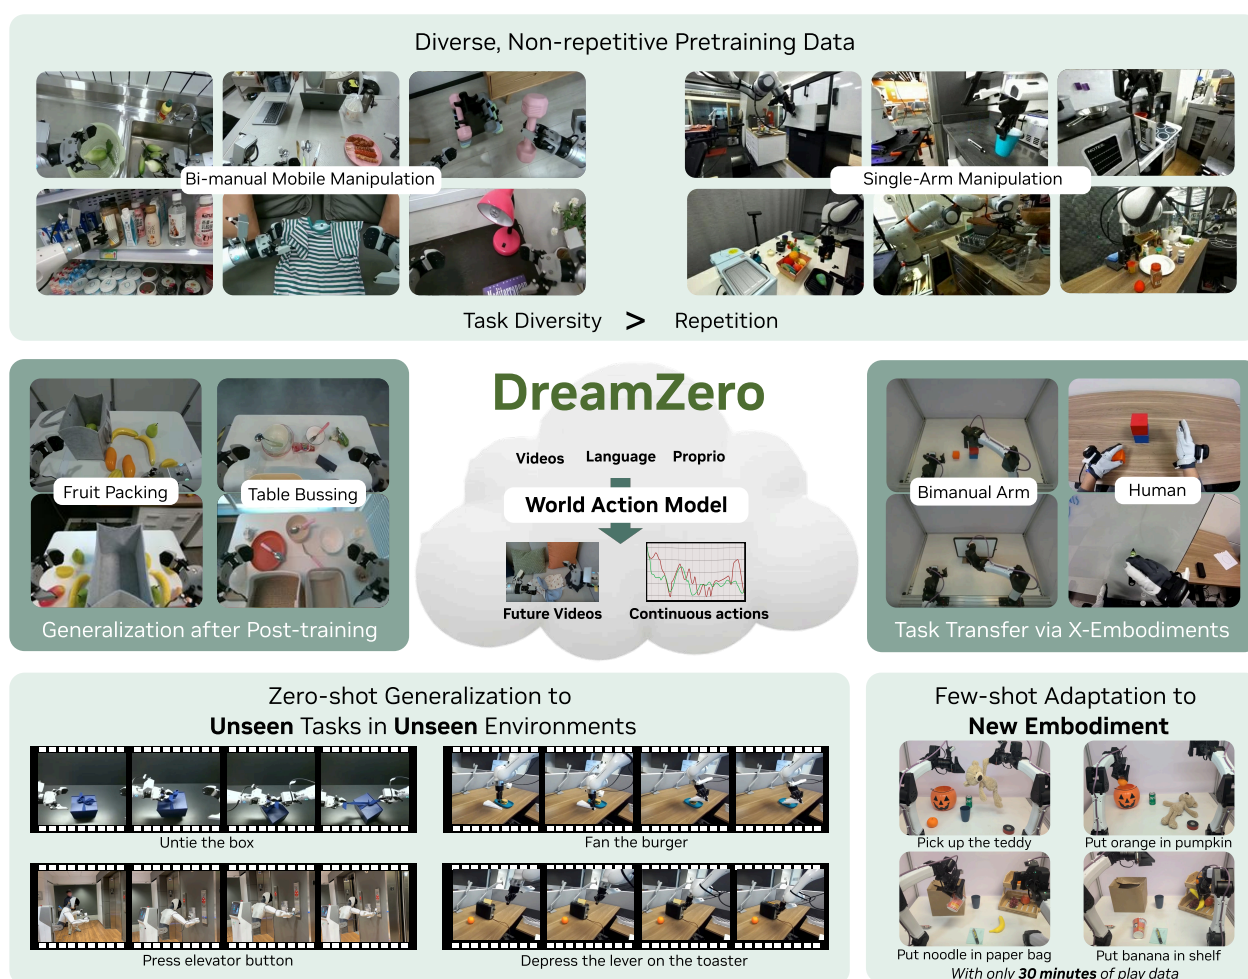 Diverse, Non-repetitive Pretraining Data
Bi-manual Mobile Manipulation
Single-Arm Manipulation
Task Diversity > Repetition
Fruit Packing
Table Bussing
Generalization after Post-training
DreamZero
Videos Language Proprio
World Action Model
Future Videos
Continuous actions
Bimanual Arm
Human
Task Transfer via X-Embodiments
Zero-shot Generalization to
Unseen Tasks in Unseen Environments
Untie the box
Fan the burger
Press elevator button
Depress the lever on the toaster
Few-shot Adaptation to
New Embodiment
Pick up the teddy
Put orange in pumpkin
Put noodle in paper bag
Put banana in shelf
With only 30 minutes of play data